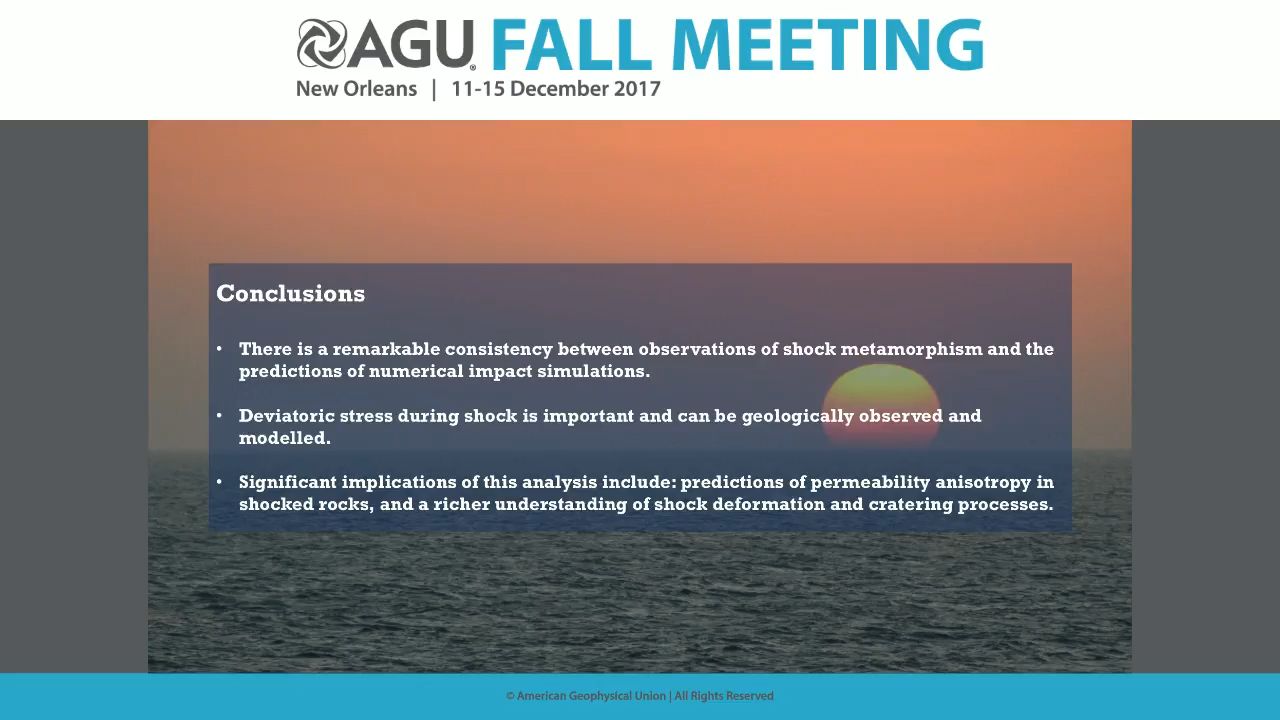 AGU FALL MEETING
New Orleans | 11-15 December 2017
Conclusions
• There is a remarkable consistency between observations of shock metamorphism and the
predictions of numerical impact simulations.
• Deviatoric stress during shock is important and can be geologically observed and
modelled.
• Significant implications of this analysis include: predictions of permeability anisotropy in
shocked rocks, and a richer understanding of shock deformation and cratering processes.
© American Geophysical Union | All Rights Reserved